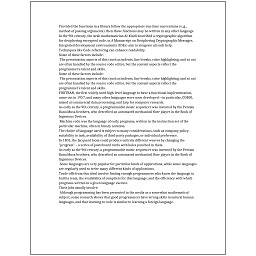 Provided the functions in a library follow the appropriate run time conventions (e.g.,
method of passing arguments), then these functions may be written in any other language.
In the 9th century, the Arab mathematician Al-Kindi described a cryptographic algorithm
for deciphering encrypted code, in A Manuscript on Deciphering Cryptographic Messages.
Integrated development environments (IDEs) aim to integrate all such help.
Techniques like Code refactoring can enhance readability.
Some of these factors include:
The presentation aspects of this (such as indents, line breaks, color highlighting, and so on)
are often handled by the source code editor, but the content aspects reflect the
programmer's talent and skills.
Some of these factors include:
The presentation aspects of this (such as indents, line breaks, color highlighting, and so on)
are often handled by the source code editor, but the content aspects reflect the
programmer's talent and skills.
FORTRAN, the first widely used high-level language to have a functional implementation,
came out in 1957, and many other languages were soon developed—in particular, COBOL
aimed at commercial data processing, and Lisp for computer research.
As early as the 9th century, a programmable music sequencer was invented by the Persian
Banu Musa brothers, who described an automated mechanical flute player in the Book of
Ingenious Devices.
Machine code was the language of early programs, written in the instruction set of the
particular machine, often in binary notation.
The choice of language used is subject to many considerations, such as company policy,
suitability to task, availability of third-party packages, or individual preference.
In 1801, the Jacquard loom could produce entirely different weaves by changing the
"program" – a series of pasteboard cards with holes punched in them.
As early as the 9th century, a programmable music sequencer was invented by the Persian
Banu Musa brothers, who described an automated mechanical flute player in the Book of
Ingenious Devices.
Some languages are very popular for particular kinds of applications, while some languages
are regularly used to write many different kinds of applications.
Trade-offs from this ideal involve finding enough programmers who know the language to
build a team, the availability of compilers for that language, and the efficiency with which
programs written in a given language execute.
Their jobs usually involve:
Although programming has been presented in the media as a somewhat mathematical
subject, some research shows that good programmers have strong skills in natural human
languages, and that learning to code is similar to learning a foreign language.